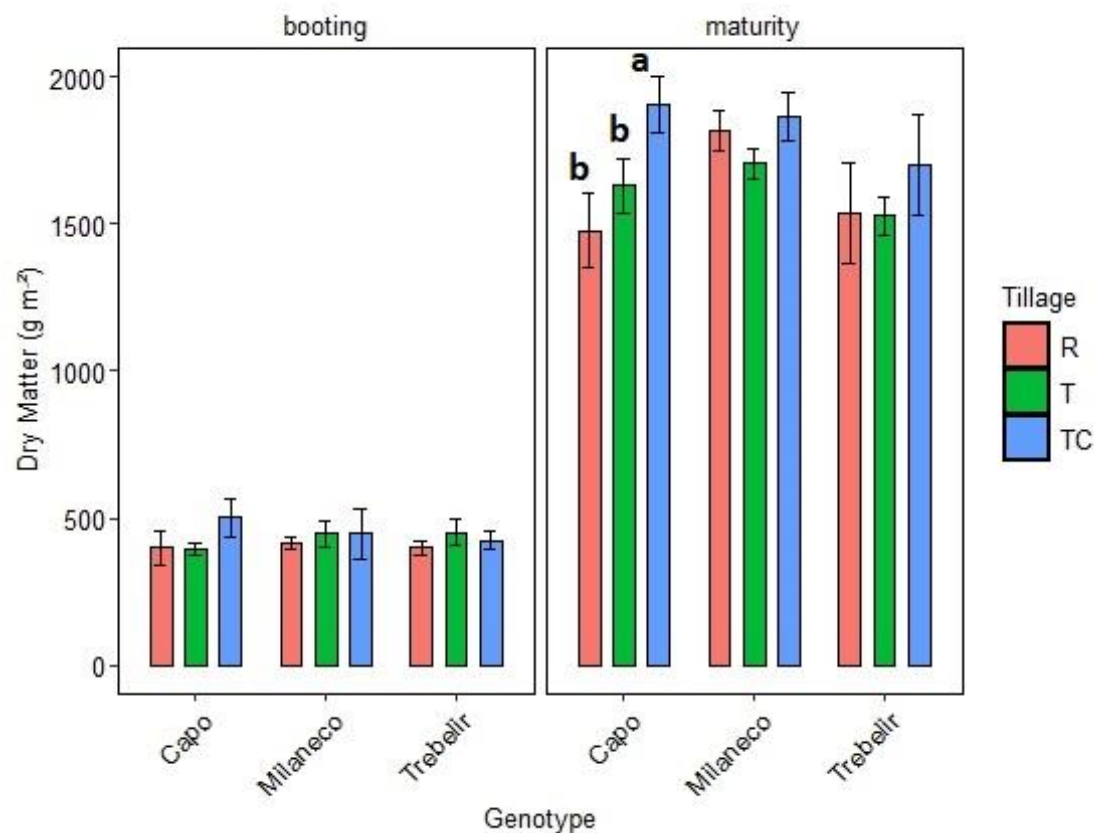 booting
maturity
Dry Matter (g m⁻²)
2000
1500
1000
500
0
a
b
b
Capo
Milaneco
Trebelir
Capo
Milaneco
Trebelir
Genotype
Tillage
R
T
TC